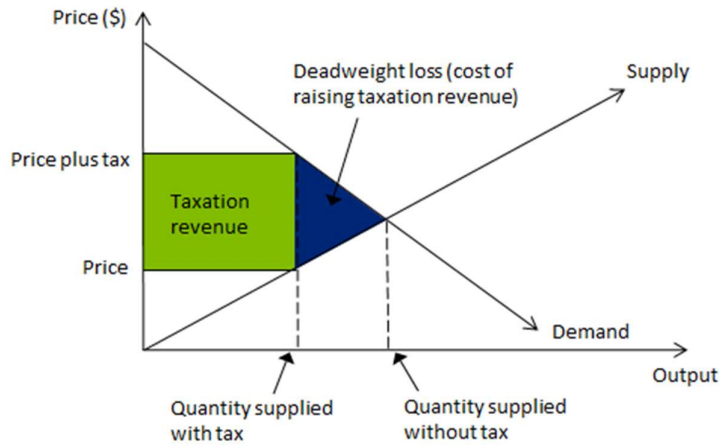 Price ($)
Deadweight loss (cost of
raising taxation revenue)
Supply
Price plus tax
Taxation
revenue
Price
Demand
Output
Quantity supplied
with tax
Quantity supplied
without tax